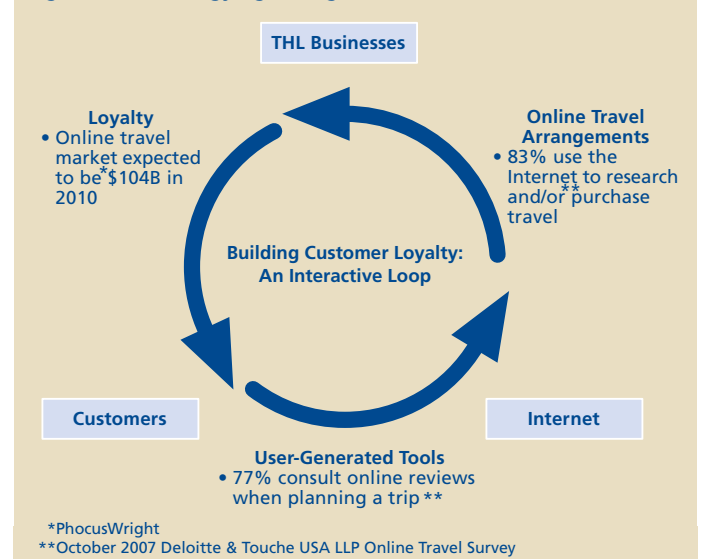 THL Businesses
Loyalty
• Online travel
market expected
to be*$104B in
2010
Online Travel
Arrangements
• 83% use the
Internet to research
and/or**purchase
travel
Building Customer Loyalty:
An Interactive Loop
Customers
Internet
User-Generated Tools
• 77% consult online reviews
when planning a trip **
*PhocusWright
**October 2007 Deloitte & Touche USA LLP Online Travel Survey